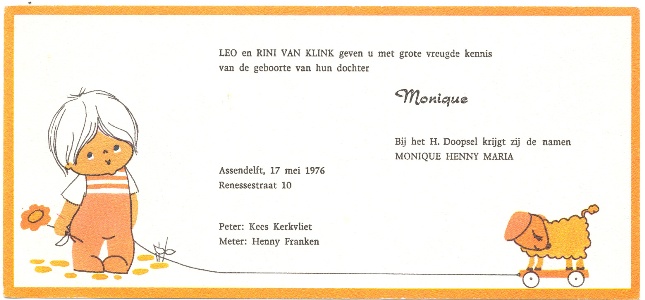 LEO en RINI VAN KLINK geven u met grote vreugde kennis
van de geboorte van hun dochter
Monique
Bij het H. Doopsel krijgt zij de namen
MONIQUE HENNY MARIA
Assendelft, 17 mei 1976
Renessestraat 10
Peter: Kees Kerkvliet
Meter: Henny Franken